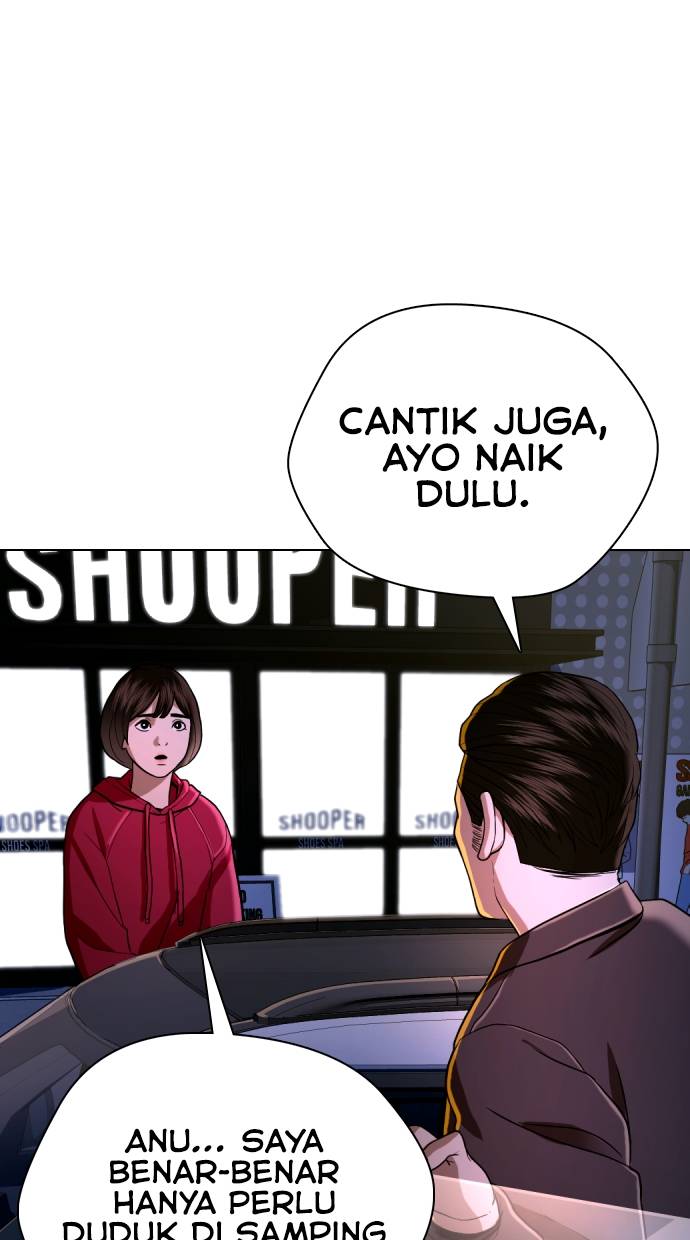 CANTIK JUGA,
AYO NAIK
DULU.
SHOOPER
SHOOPER
SHOES SPA
SHOOPER
SHOO
ANU... SAYA
BENAR-BENAR
HANYA PERLU
DUDUK DI SAMPING